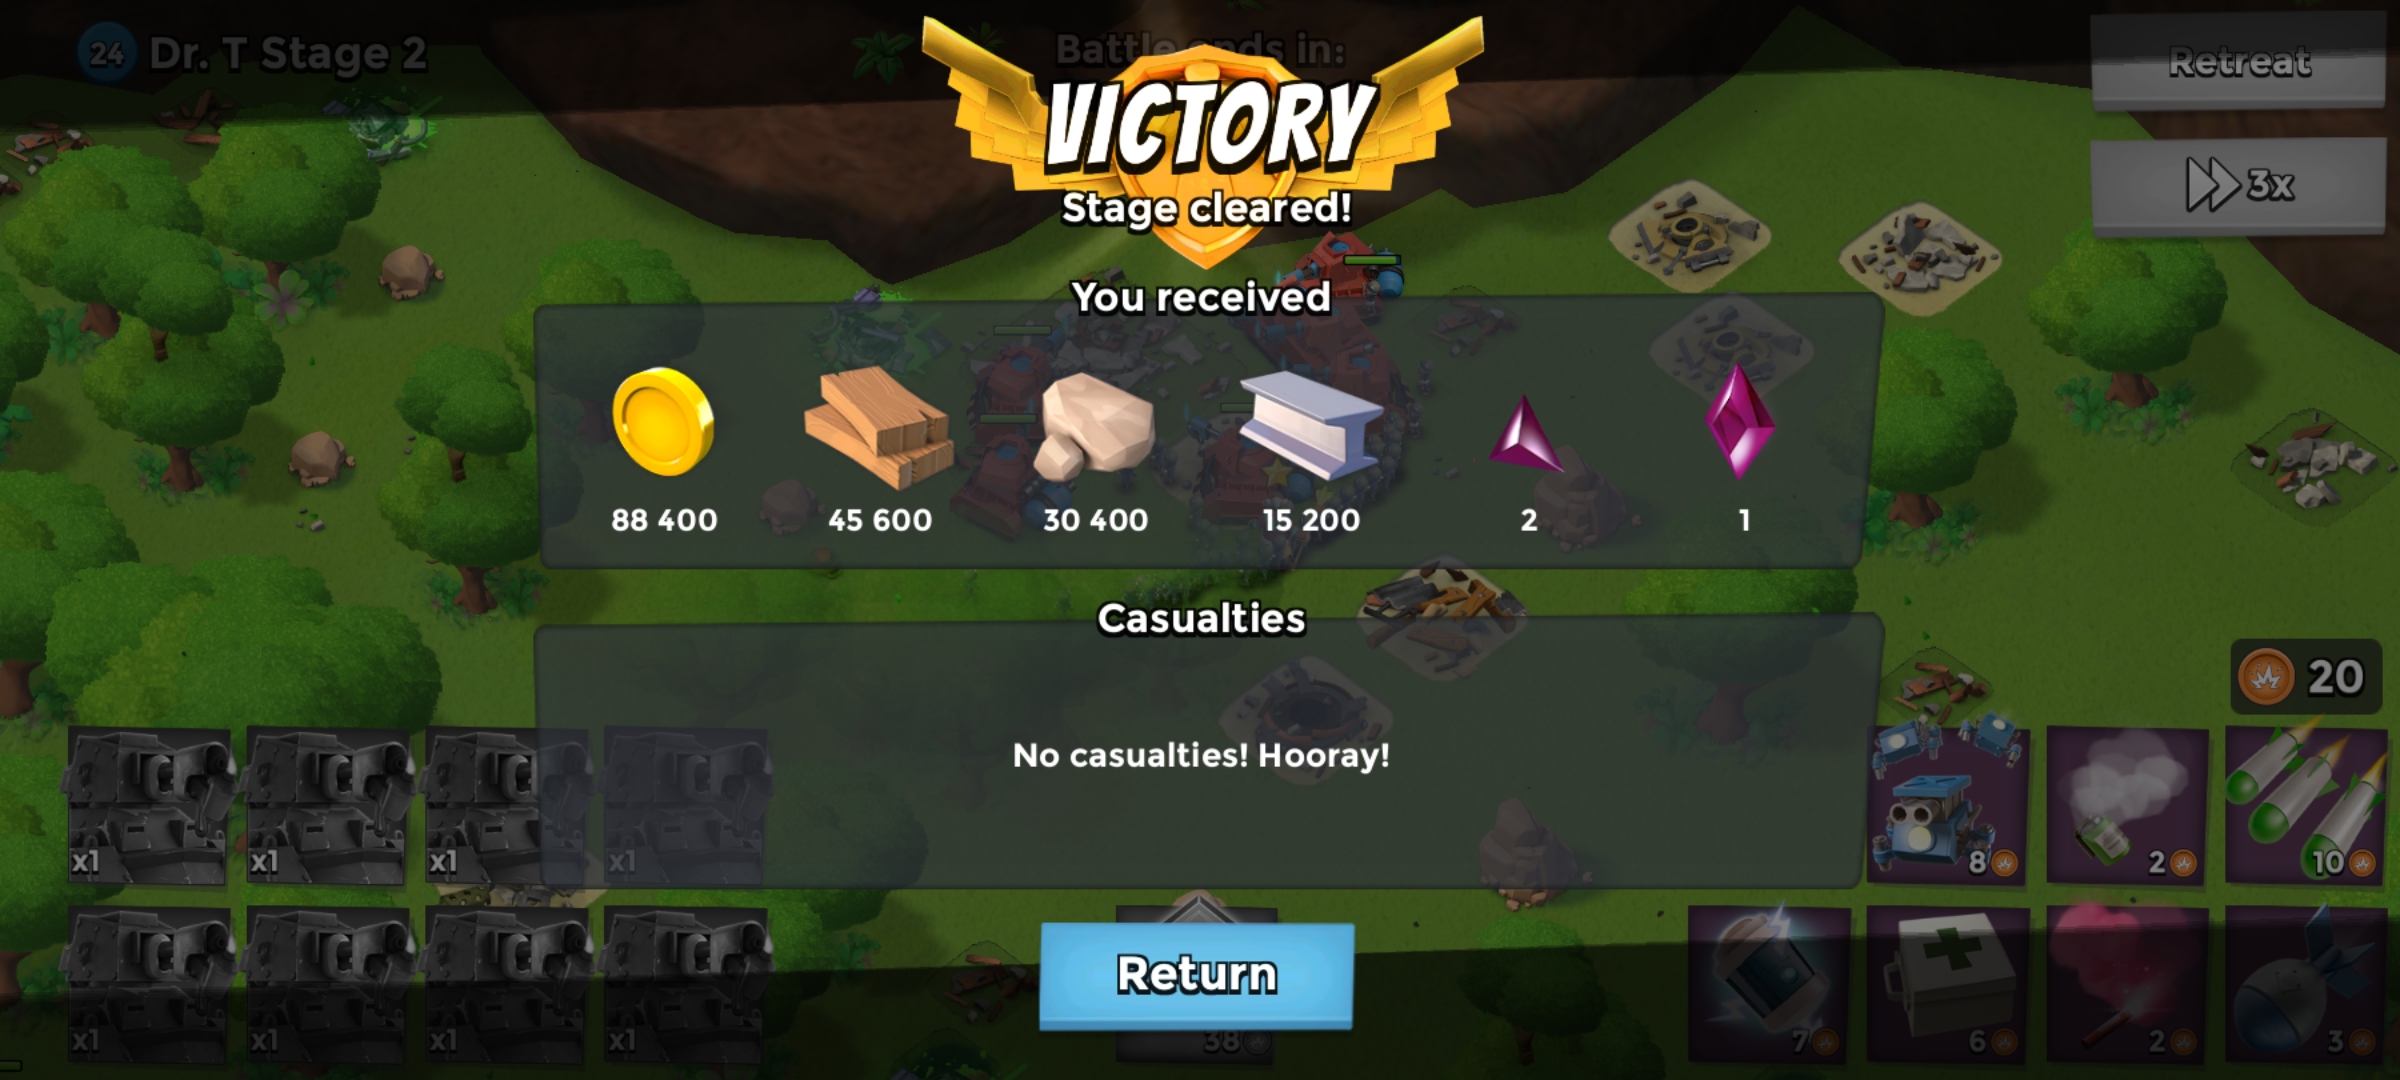 24 Dr. T Stage 2
Battle ends in:
Retreat
VICTORY
Stage cleared!
3x
You received
88 400
45 600
30 400
15 200
2
1
Casualties
No casualties! Hooray!
20
x1
x1
x1
x1
8
2
10
x1
x1
x1
x1
Return
38
7
6
2
3